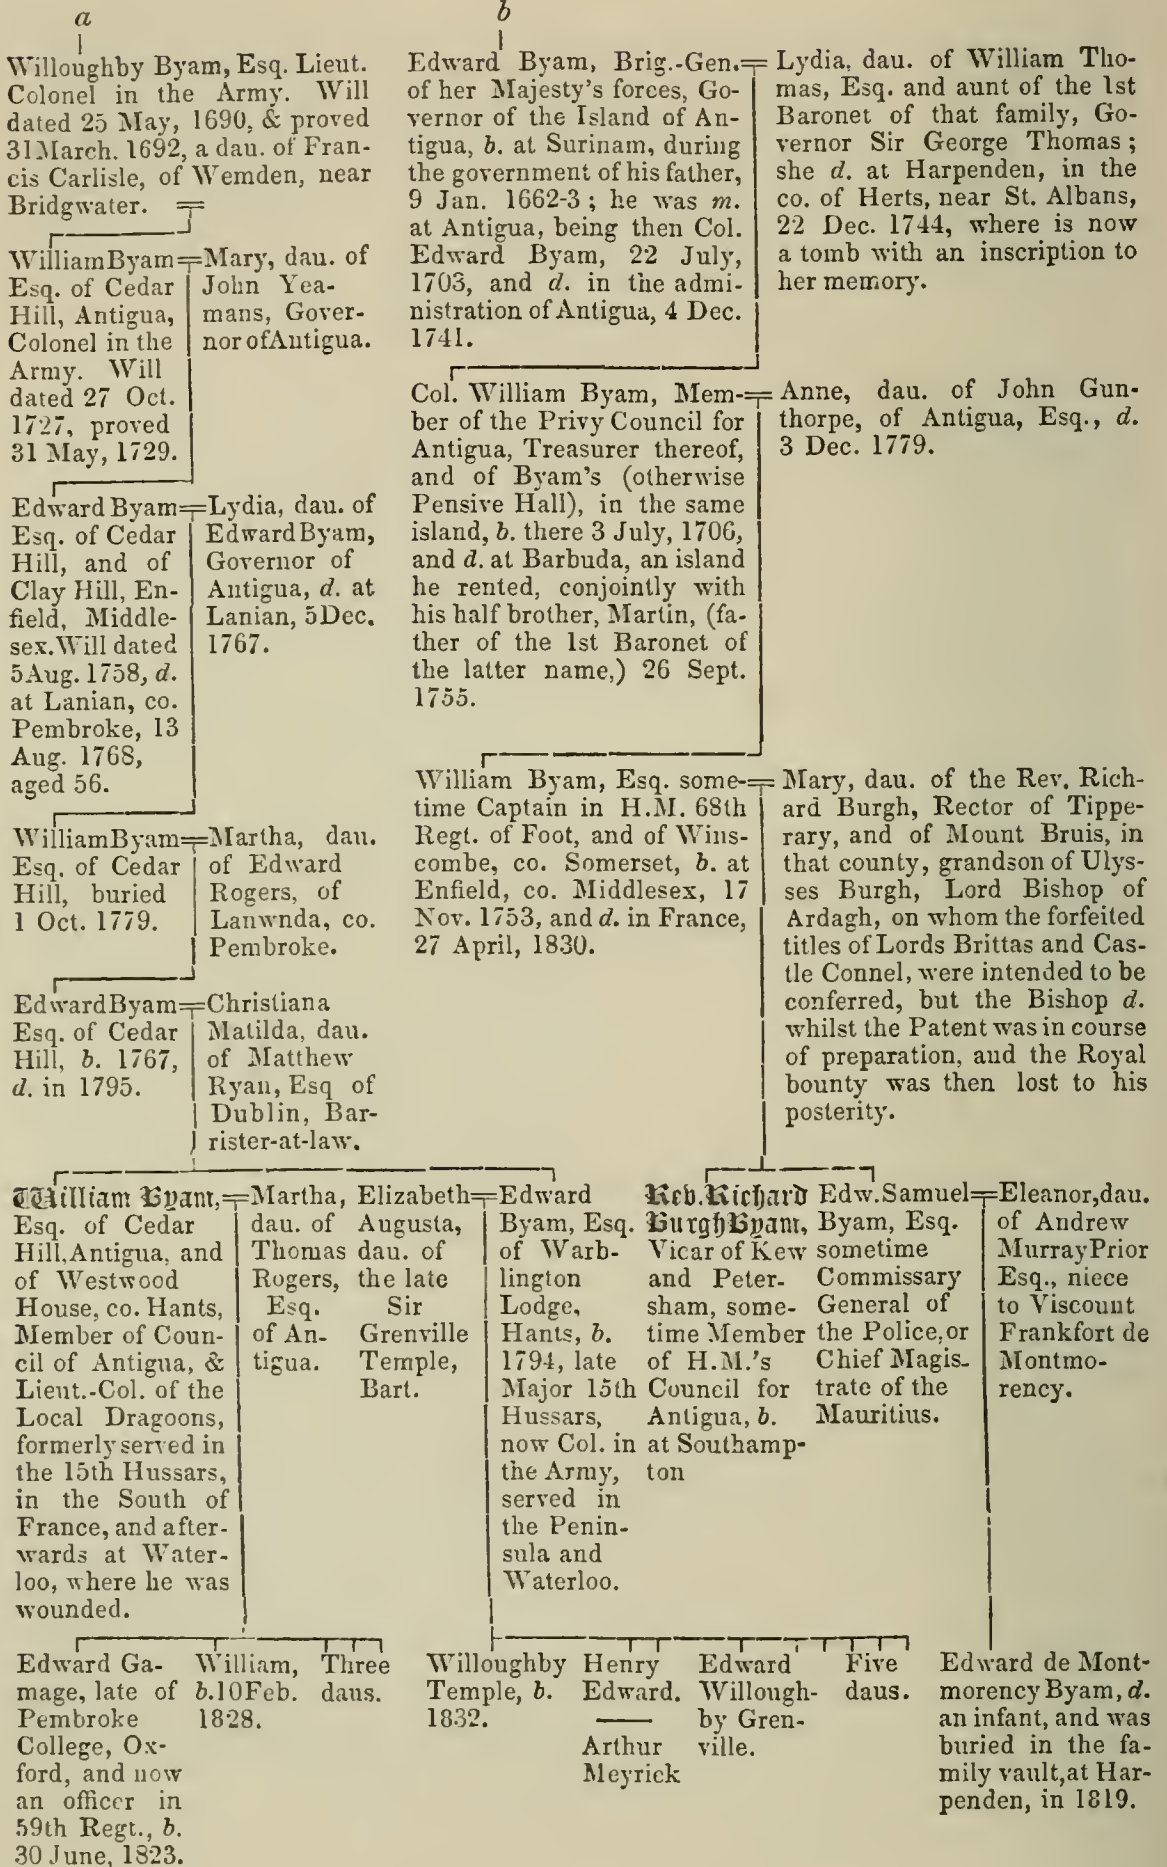 a
b
Willoughby Byam, Esq. Lieut.
Colonel in the Army. Will
dated 25 May, 1690, & proved
31 March. 1692, a dau. of Fran-
cis Carlisle, of Wemden, near
Bridgwater.
Edward Byam, Brig.-Gen.
of her Majesty's forces, Go-
vernor of the Island of An-
tigua, b. at Surinam, during
the government of his father,
9 Jan. 1662-3; he was m.
at Antigua, being then Col.
Edward Byam, 22 July,
1703, and d. in the admi-
nistration of Antigua, 4 Dec.
1741.
Lydia, dau. of William Tho-
mas, Esq. and aunt of the 1st
Baronet of that family, Go-
vernor Sir George Thomas;
she d. at Harpenden, in the
co. of Herts, near St. Albans,
22 Dec. 1744, where is now
a tomb with an inscription to
her memory.
William Byam
Esq. of Cedar
Hill, Antigua,
Colonel in the
Army. Will
dated 27 Oct.
1727, proved
31 May, 1729.
Mary, dau. of
John Yea-
mans, Gover-
nor of Antigua.
Col. William Byam, Mem-
ber of the Privy Council for
Antigua, Treasurer thereof,
and of Byam's (otherwise
Pensive Hall), in the same
island, b. there 3 July, 1706,
and d. at Barbuda, an island
he rented, conjointly with
his half brother, Martin, (fa-
ther of the 1st Baronet of
the latter name,) 26 Sept.
1755.
Anne, dau. of John Gun-
thorpe, of Antigua, Esq., d.
3 Dec. 1779.
Edward Byam
Esq. of Cedar
Hill, and of
Clay Hill, En-
field, Middle-
sex. Will dated
5 Aug. 1758, d.
at Lanian, co.
Pembroke, 13
Aug. 1768,
aged 56.
Lydia, dau. of
Edward Byam,
Governor of
Antigua, d. at
Lanian, 5 Dec.
1767.
William Byam, Esq. some-
time Captain in H.M. 68th
Regt. of Foot, and of Wins-
combe, co. Somerset, b. at
Enfield, co. Middlesex, 17
Nov. 1753, and d. in France,
27 April, 1830.
Mary, dau. of the Rev. Rich-
ard Burgh, Rector of Tippe-
rary, and of Mount Bruis, in
that county, grandson of Ulys-
ses Burgh, Lord Bishop of
Ardagh, on whom the forfeited
titles of Lords Brittas and Cas-
tle Connel, were intended to be
conferred, but the Bishop d.
whilst the Patent was in course
of preparation, and the Royal
bounty was then lost to his
posterity.
William Byam
Esq. of Cedar
Hill, buried
1 Oct. 1779.
Martha, dau.
of Edward
Rogers, of
Lanwnda, co.
Pembroke.
Edward Byam
Esq. of Cedar
Hill, b. 1767,
d. in 1795.
Christiana
Matilda, dau.
of Matthew
Ryan, Esq of
Dublin, Bar-
rister-at-law.
William Byam,
Esq. of Cedar
Hill, Antigua, and
of Westwood
House, co. Hants,
Member of Coun-
cil of Antigua, &
Lieut.-Col. of the
Local Dragoons,
formerly served in
the 15th Hussars,
in the South of
France, and after-
wards at Water-
loo, where he was
wounded.
Martha,
dau. of
Thomas
Rogers,
Esq.
of An-
tigua.
Elizabeth
Augusta,
dau. of
the late
Sir
Grenville
Temple,
Bart.
Edward
Byam, Esq.
of Warb-
lington
Lodge,
Hants, b.
1794, late
Major 15th
Hussars,
now Col. in
the Army,
served in
the Penin-
sula and
Waterloo.
Reb. Richard
Burgh Byam,
Vicar of Kew
and Peter-
sham, some-
time Member
of H.M.'s
Council for
Antigua, b.
at Southamp-
ton
Edw. Samuel
Byam, Esq.
sometime
Commissary
General of
the Police, or
Chief Magis-
trate of the
Mauritius.
Eleanor, dau.
of Andrew
Murray Prior
Esq., niece
to Viscount
Frankfort de
Montmo-
rency.
Edward Ga-
mage, late of
Pembroke
College, Ox-
ford, and now
an officer in
59th Regt., b.
30 June, 1823.
William,
b. 10 Feb.
1828.
Three
daus.
Willoughby
Temple, b.
1832.
Henry
Edward.
Arthur
Meyrick
Edward
Willough-
by Gren-
ville.
Five
daus.
Edward de Mont-
morency Byam, d.
an infant, and was
buried in the fa-
mily vault, at Har-
penden, in 1819.